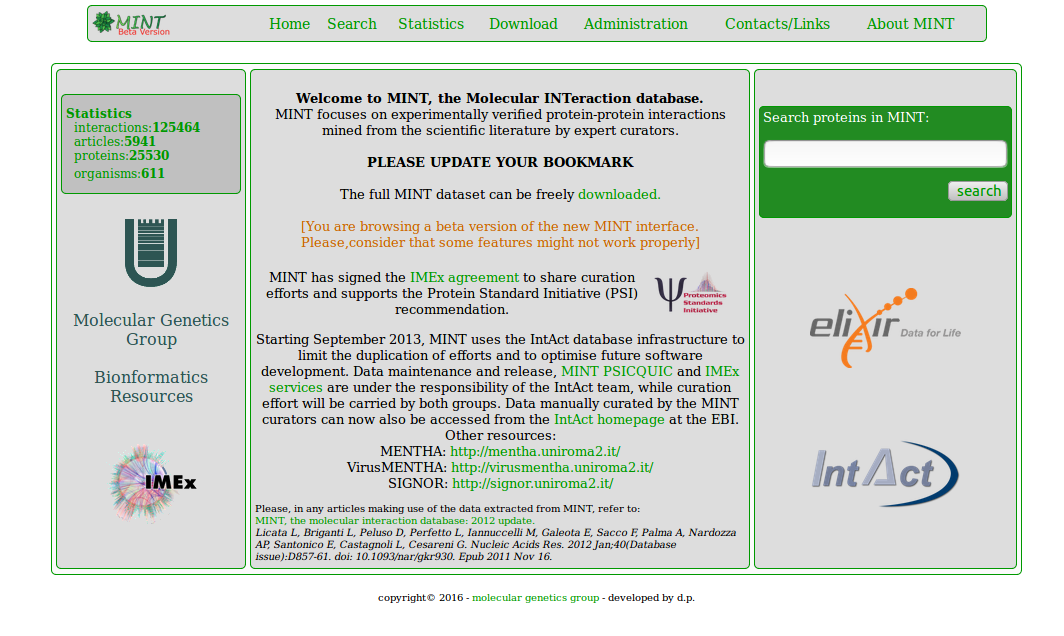 MINT
Beta Version
Home Search Statistics Download Administration Contacts/Links About MINT
Statistics
interactions:125464
articles:5941
proteins:25530
organisms:611
Molecular Genetics
Group
Bionformatics
Resources
IMEx
Welcome to MINT, the Molecular INTeraction database.
MINT focuses on experimentally verified protein-protein interactions
mined from the scientific literature by expert curators.
PLEASE UPDATE YOUR BOOKMARK
The full MINT dataset can be freely downloaded.
[You are browsing a beta version of the new MINT interface.
Please,consider that some features might not work properly]
MINT has signed the IMEx agreement to share curation
efforts and supports the Protein Standard Initiative (PSI)
recommendation.
Ψ Proteomics
Standards
Initiative
Starting September 2013, MINT uses the IntAct database infrastructure to
limit the duplication of efforts and to optimise future software
development. Data maintenance and release, MINT PSICQUIC and IMEx
services are under the responsibility of the IntAct team, while curation
effort will be carried by both groups. Data manually curated by the MINT
curators can now also be accessed from the IntAct homepage at the EBI.
Other resources:
MENTHA: http://mentha.uniroma2.it/
VirusMENTHA: http://virusmentha.uniroma2.it/
SIGNOR: http://signor.uniroma2.it/
Please, in any articles making use of the data extracted from MINT, refer to:
MINT, the molecular interaction database: 2012 update.
Licata L, Briganti L, Peluso D, Perfetto L, Iannuccelli M, Galeota E, Sacco F, Palma A, Nardozza
AP, Santonico E, Castagnoli L, Cesareni G. Nucleic Acids Res. 2012 Jan;40(Database
issue):D857-61. doi: 10.1093/nar/gkr930. Epub 2011 Nov 16.
Search proteins in MINT:
search
elixir Data for Life
IntAct
copyright© 2016 - molecular genetics group - developed by d.p.